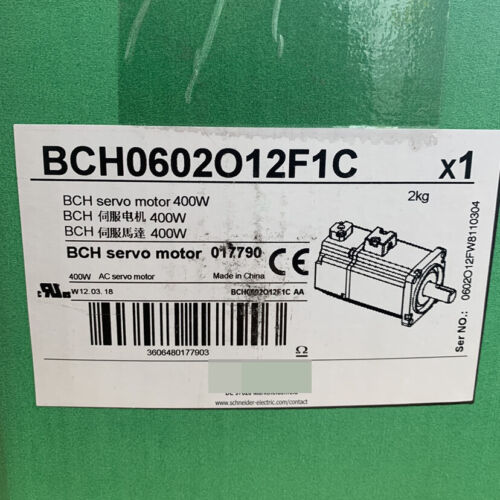 BCH0602O12F1C x1
BCH servo motor 400W
BCH 伺服电机 400W
BCH 伺服馬達 400W
2kg
BCH servo motor 017790 CE
400W AC servo motor Made in China
W12.03.18 BCH0602O12F1C AA
3606480177903
Ser NO.: 0602O12FW8110304
www.schneider-electric.com/contact